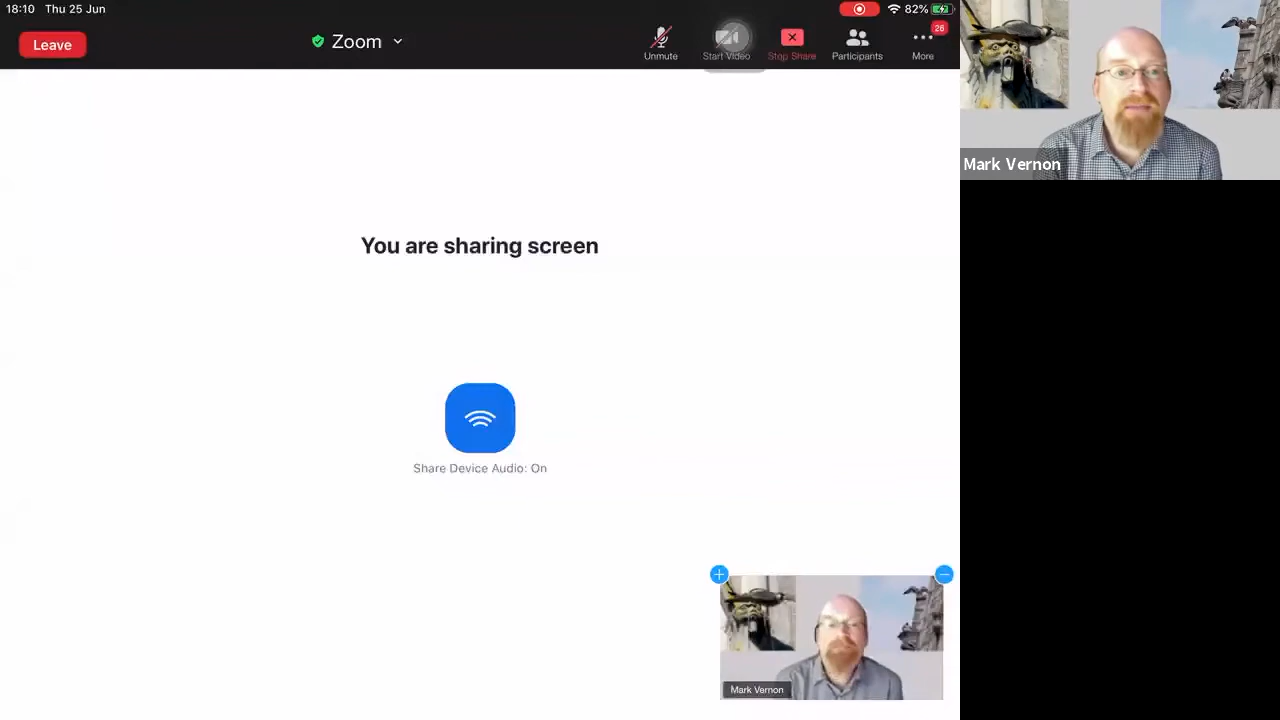 18:10 Thu 25 Jun
82%
Leave
Zoom
Unmute
Start Video
Stop Share
Participants
26
More
Mark Vernon
You are sharing screen
Share Device Audio: On
Mark Vernon